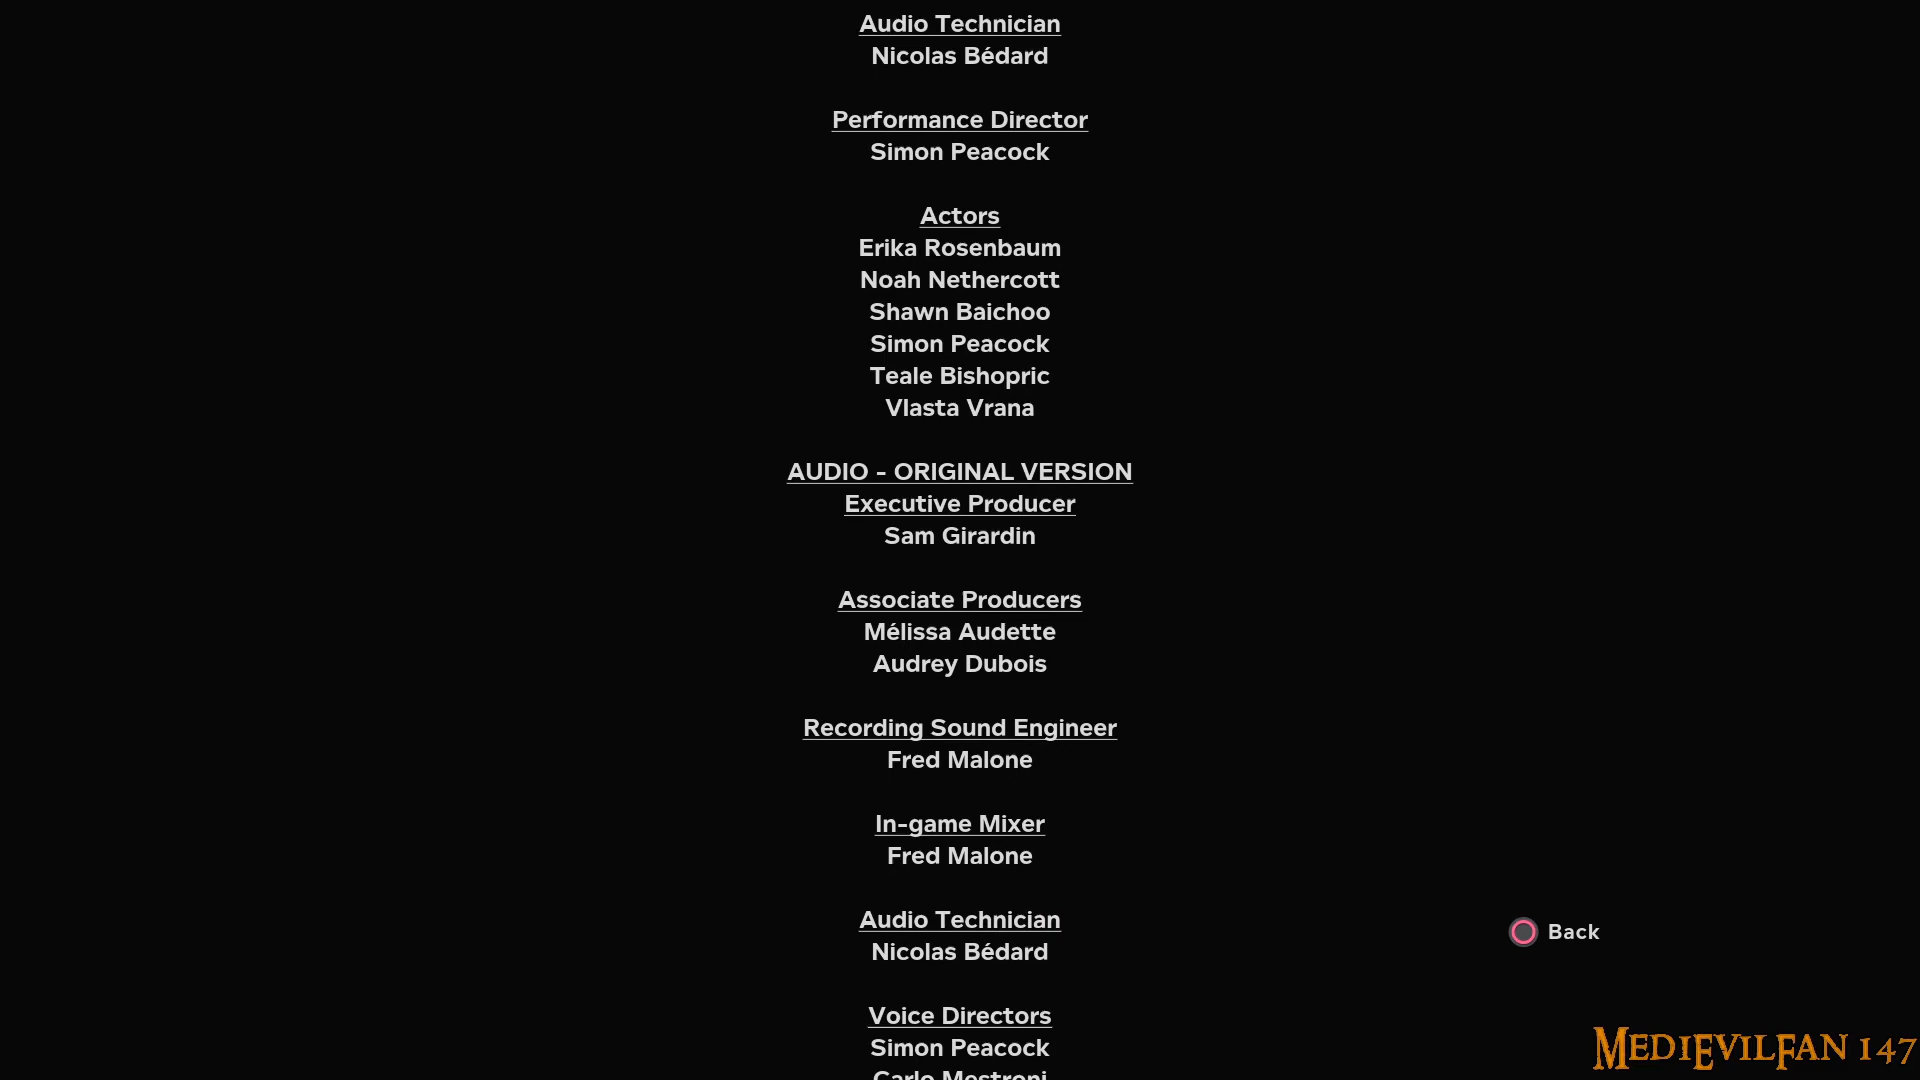 Audio Technician
Nicolas Bédard
Performance Director
Simon Peacock
Actors
Erika Rosenbaum
Noah Nethercott
Shawn Baichoo
Simon Peacock
Teale Bishopric
Vlasta Vrana
AUDIO - ORIGINAL VERSION
Executive Producer
Sam Girardin
Associate Producers
Mélissa Audette
Audrey Dubois
Recording Sound Engineer
Fred Malone
In-game Mixer
Fred Malone
Audio Technician
Nicolas Bédard
Back
Voice Directors
Simon Peacock
Carlo Mestroni
MediEvilFan 147